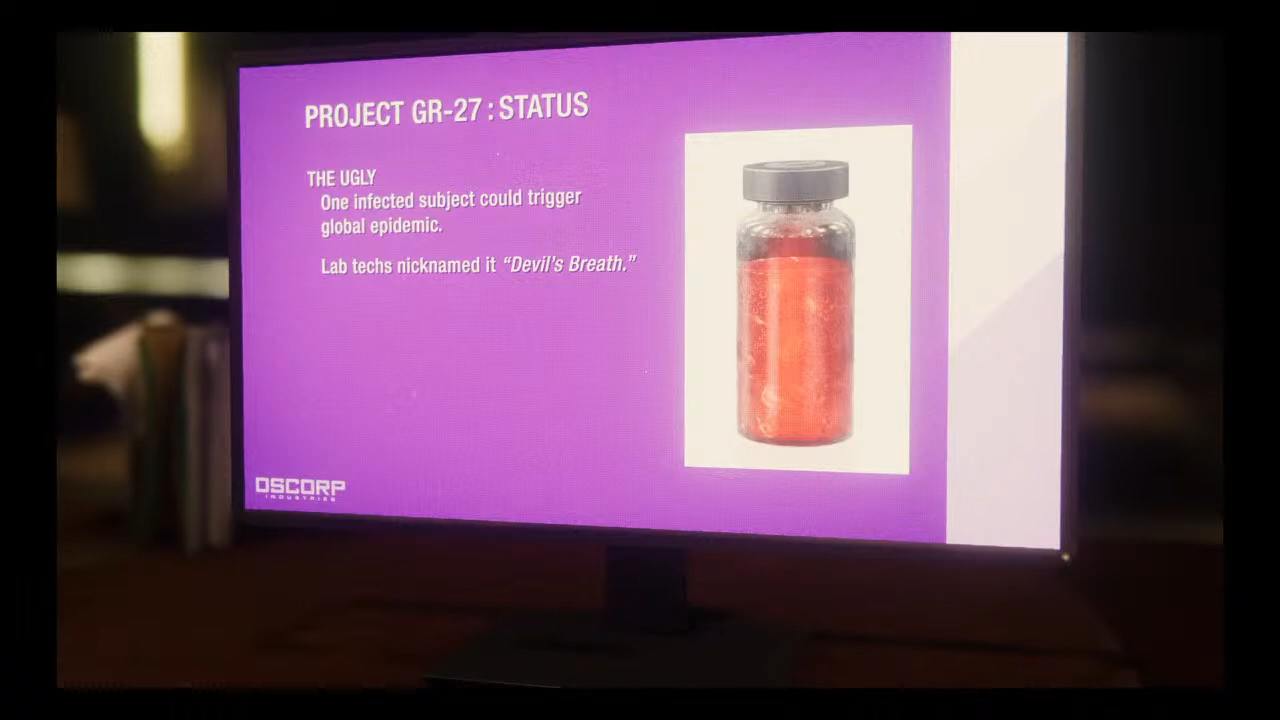 PROJECT GR-27 : STATUS
THE UGLY
One infected subject could trigger
global epidemic.
Lab techs nicknamed it “Devil’s Breath.”
OSCORP
INDUSTRIES